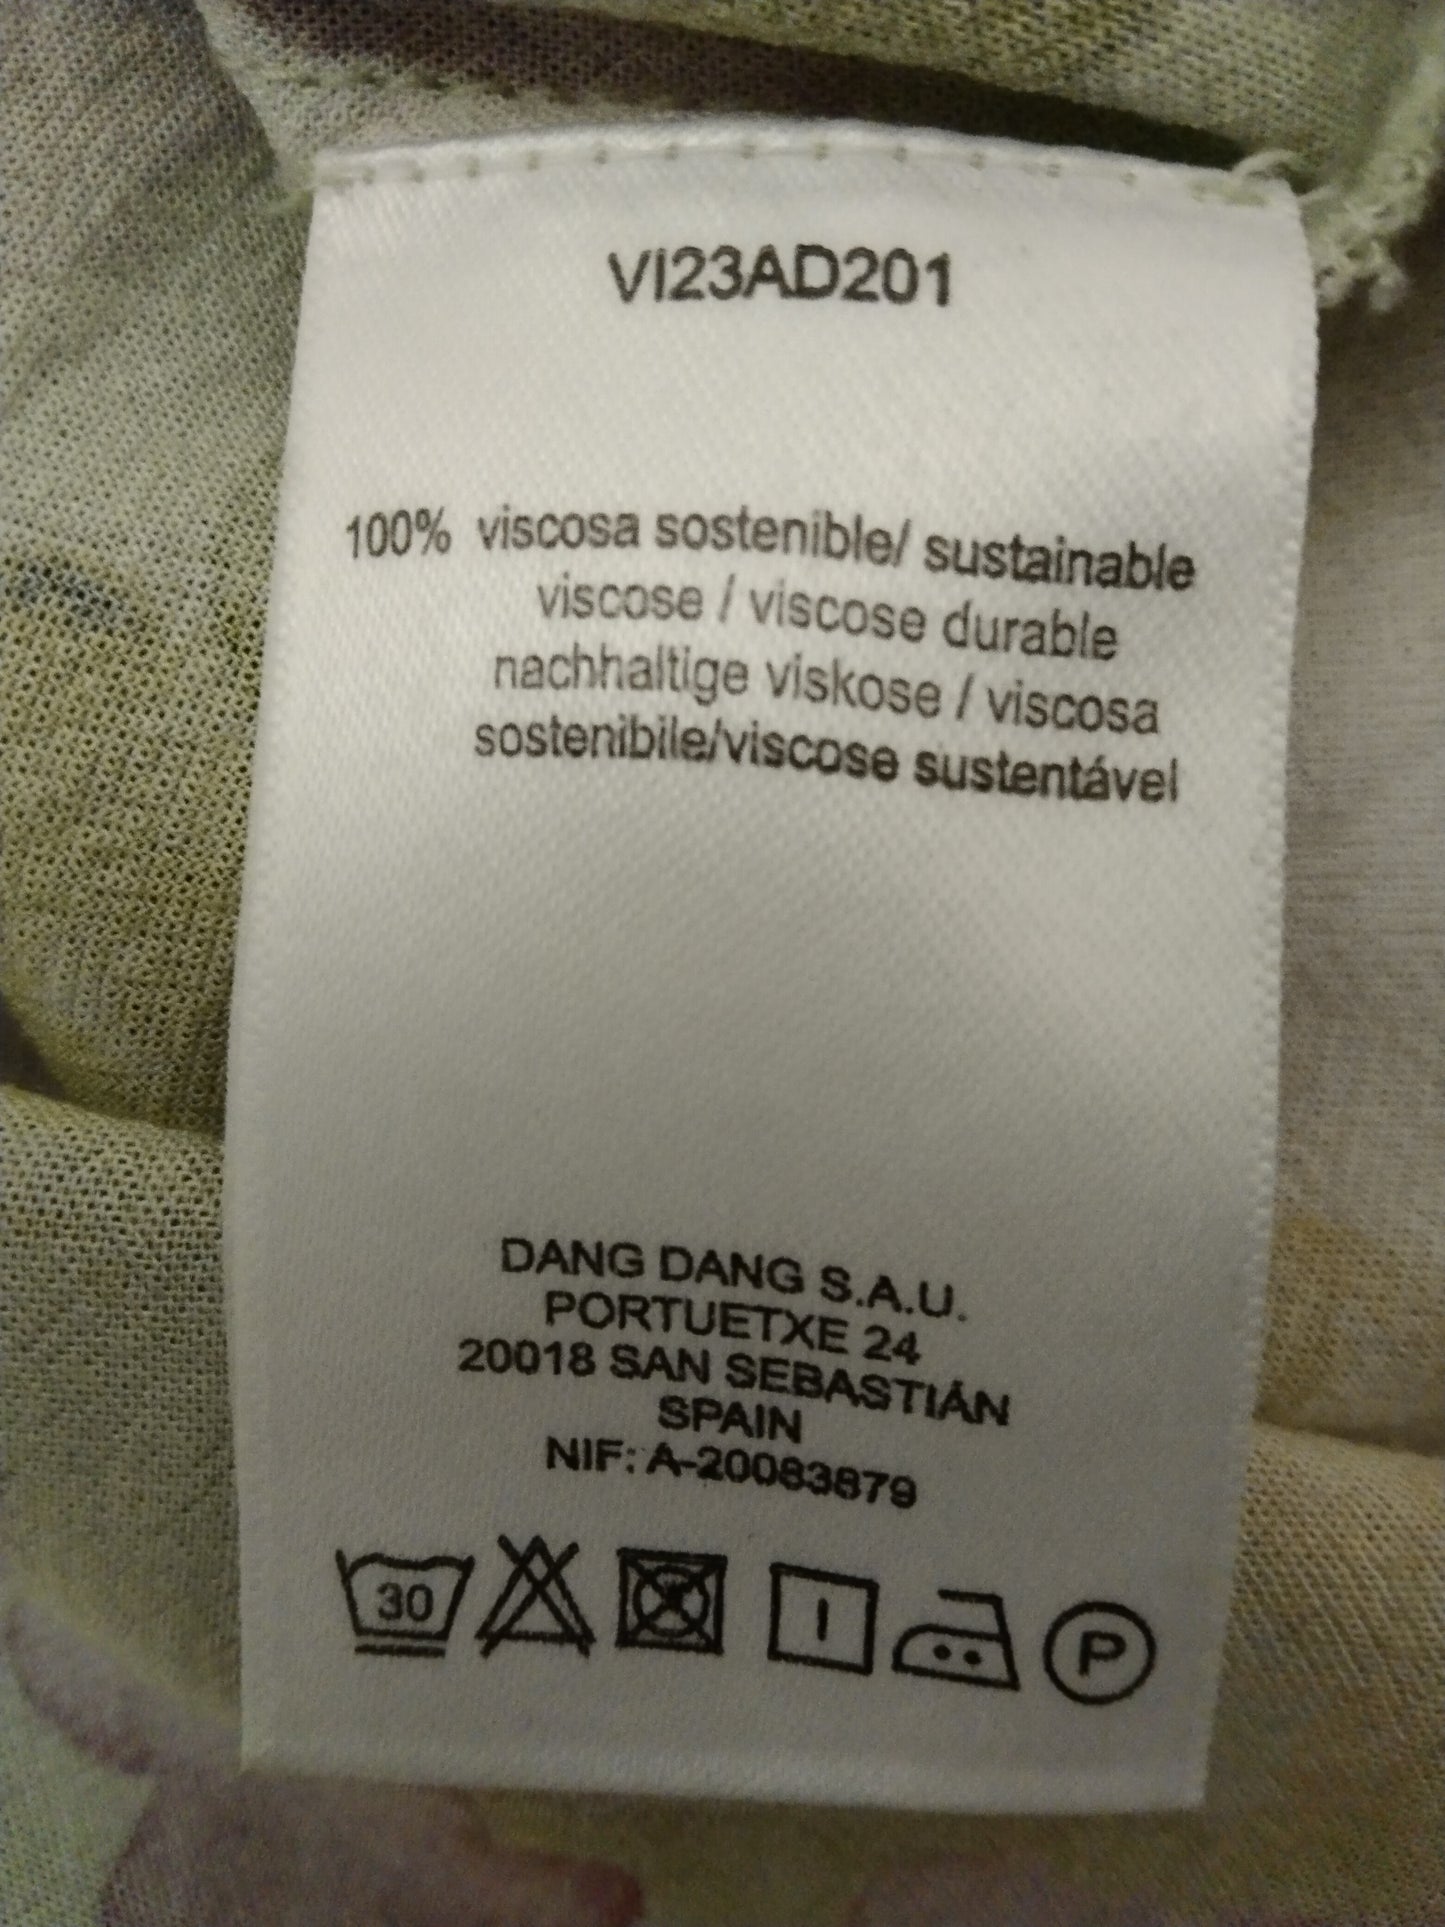 VI23AD201
100% viscosa sostenible/ sustainable
viscose / viscose durable
nachhaltige viskose / viscosa
sostenibile/viscose sustentável
DANG DANG S.A.U.
PORTUETXE 24
20018 SAN SEBASTIÁN
SPAIN
NIF: A-20083879
30 P